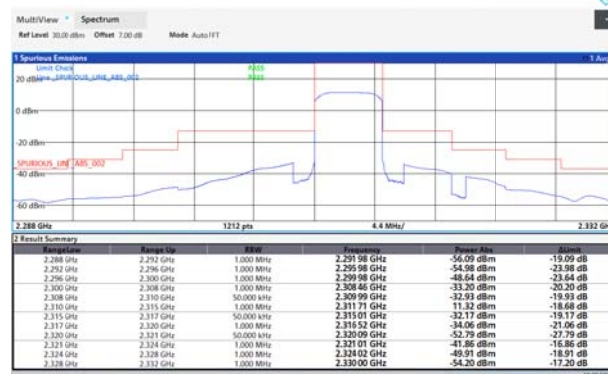 MultiView Spectrum
Ref Level 30.00 dBm Offset 7.00 dB Mode Auto FFT
1 Spurious Emissions 1 Avg
Limit Check PASS
Line _SPURIOUS_LINE_ABS_002 PASS
20 dBm
0 dBm
-20 dBm
SPURIOUS_LINE_ABS_002
-40 dBm
-60 dBm
2.288 GHz 1212 pts 4.4 MHz/ 2.332 GHz
2 Result Summary
Range Low Range Up RBW Frequency Power Abs ΔLimit
2.288 GHz 2.292 GHz 1.000 MHz 2.291 98 GHz -56.09 dBm -19.09 dB
2.292 GHz 2.296 GHz 1.000 MHz 2.295 98 GHz -54.98 dBm -23.98 dB
2.296 GHz 2.300 GHz 1.000 MHz 2.299 98 GHz -48.64 dBm -23.64 dB
2.300 GHz 2.308 GHz 1.000 MHz 2.308 46 GHz -33.20 dBm -20.20 dB
2.308 GHz 2.310 GHz 50.000 kHz 2.309 99 GHz -32.93 dBm -19.93 dB
2.310 GHz 2.315 GHz 1.000 MHz 2.311 71 GHz 11.32 dBm -18.68 dB
2.315 GHz 2.317 GHz 50.000 kHz 2.315 01 GHz -32.17 dBm -19.17 dB
2.317 GHz 2.320 GHz 1.000 MHz 2.316 52 GHz -34.06 dBm -21.06 dB
2.320 GHz 2.321 GHz 50.000 kHz 2.320 09 GHz -52.79 dBm -27.79 dB
2.321 GHz 2.324 GHz 1.000 MHz 2.321 01 GHz -41.86 dBm -16.86 dB
2.324 GHz 2.328 GHz 1.000 MHz 2.324 02 GHz -49.91 dBm -18.91 dB
2.328 GHz 2.332 GHz 1.000 MHz 2.330 00 GHz -54.20 dBm -17.20 dB